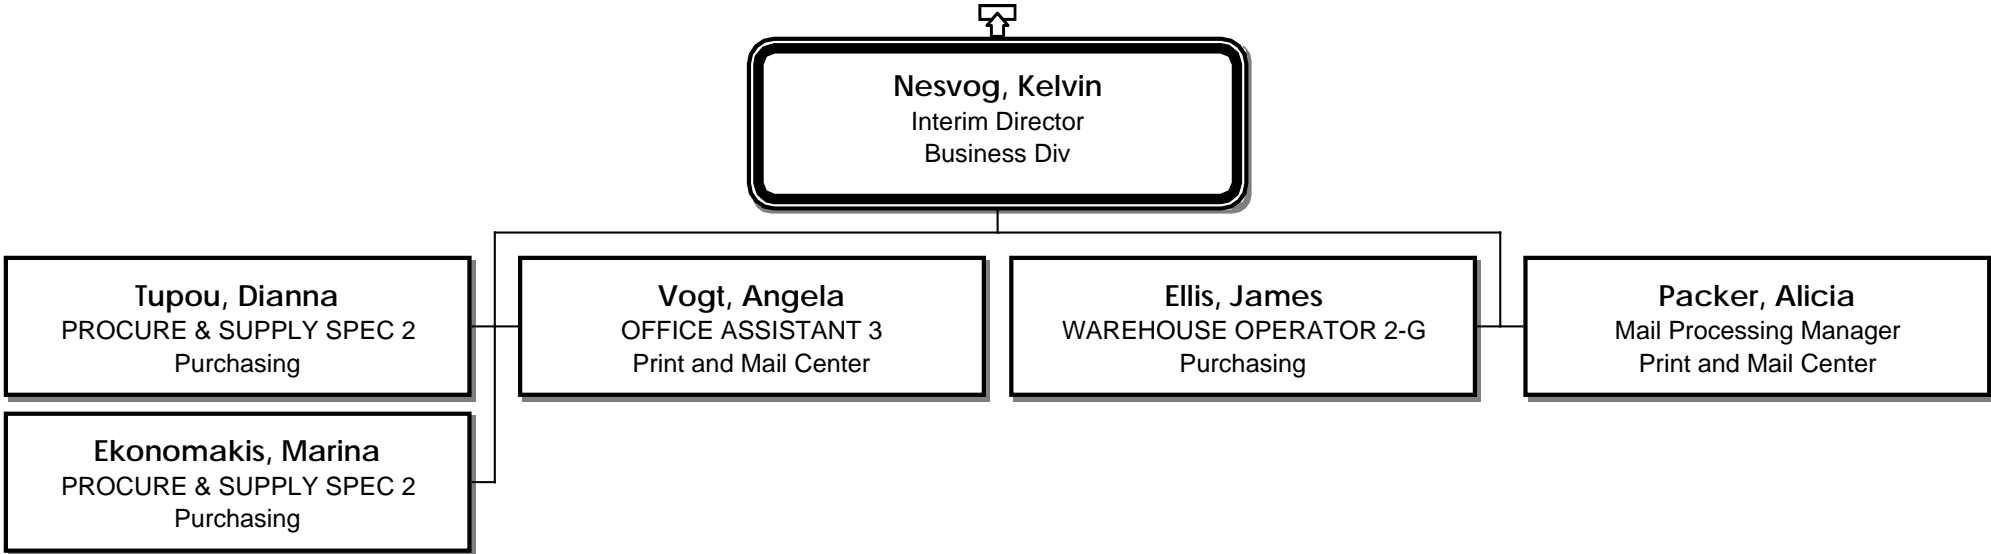 Nesvog, Kelvin
Interim Director
Business Div
Tupou, Dianna
PROCURE & SUPPLY SPEC 2
Purchasing
Vogt, Angela
OFFICE ASSISTANT 3
Print and Mail Center
Ellis, James
WAREHOUSE OPERATOR 2-G
Purchasing
Packer, Alicia
Mail Processing Manager
Print and Mail Center
Ekonomakis, Marina
PROCURE & SUPPLY SPEC 2
Purchasing